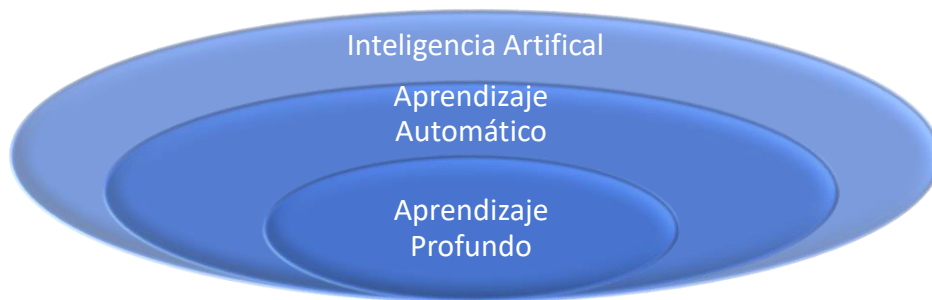 Inteligencia Artifical
Aprendizaje
Automático
Aprendizaje
Profundo